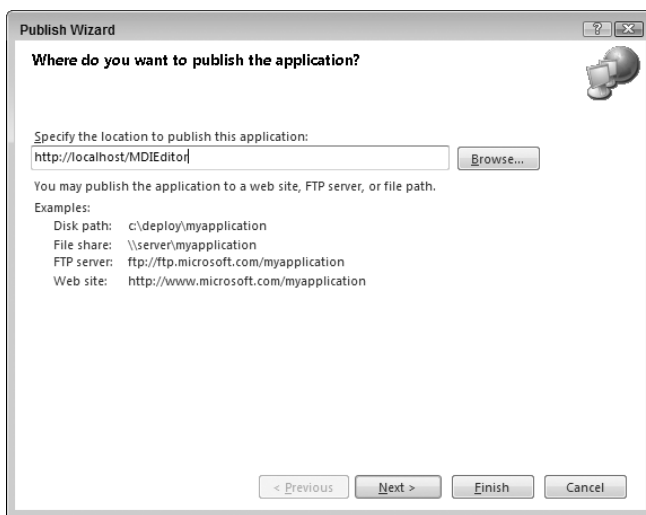 Publish Wizard
Where do you want to publish the application?
Specify the location to publish this application:
http://localhost/MDIEditor
Browse...
You may publish the application to a web site, FTP server, or file path.
Examples:
Disk path: c:\deploy\myapplication
File share: \\server\myapplication
FTP server: ftp://ftp.microsoft.com/myapplication
Web site: http://www.microsoft.com/myapplication
< Previous Next > Finish Cancel